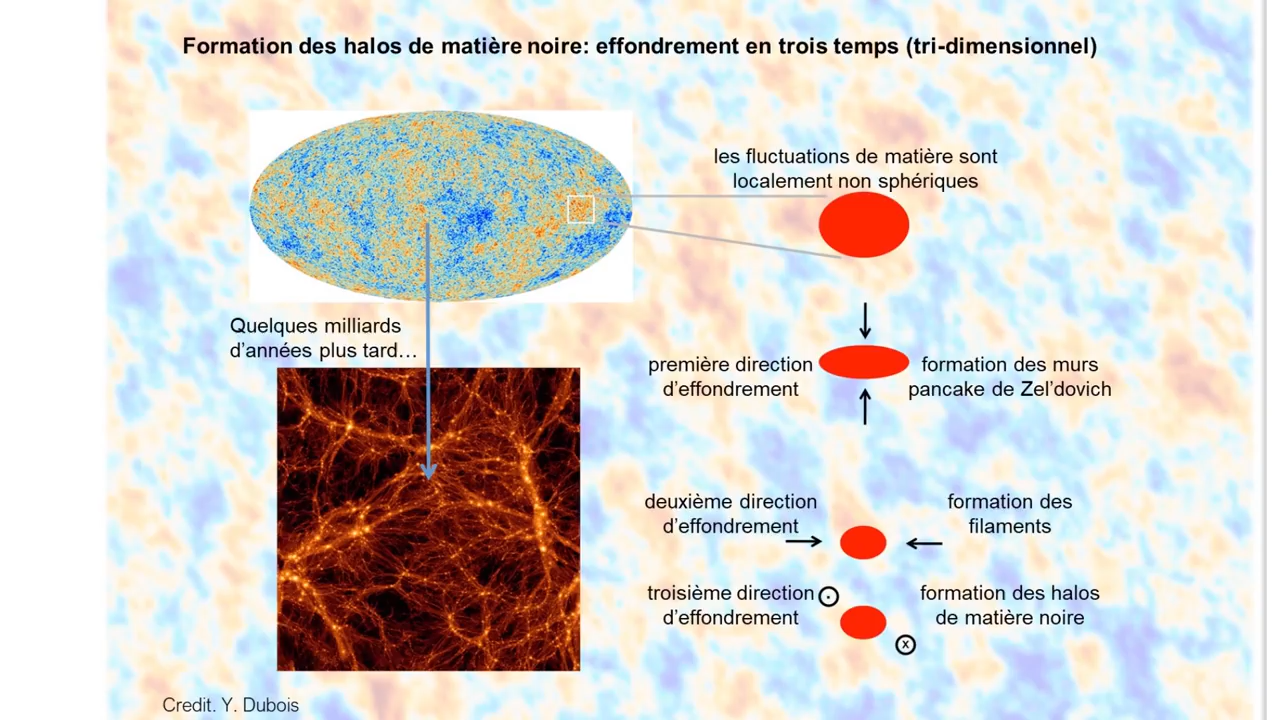 Formation des halos de matière noire: effondrement en trois temps (tri-dimensionnel)
les fluctuations de matière sont
localement non sphériques
Quelques milliards
d'années plus tard…
première direction
d'effondrement
formation des murs
pancake de Zel'dovich
deuxième direction
d'effondrement
formation des
filaments
troisième direction
d'effondrement
formation des halos
de matière noire
x
Credit. Y. Dubois